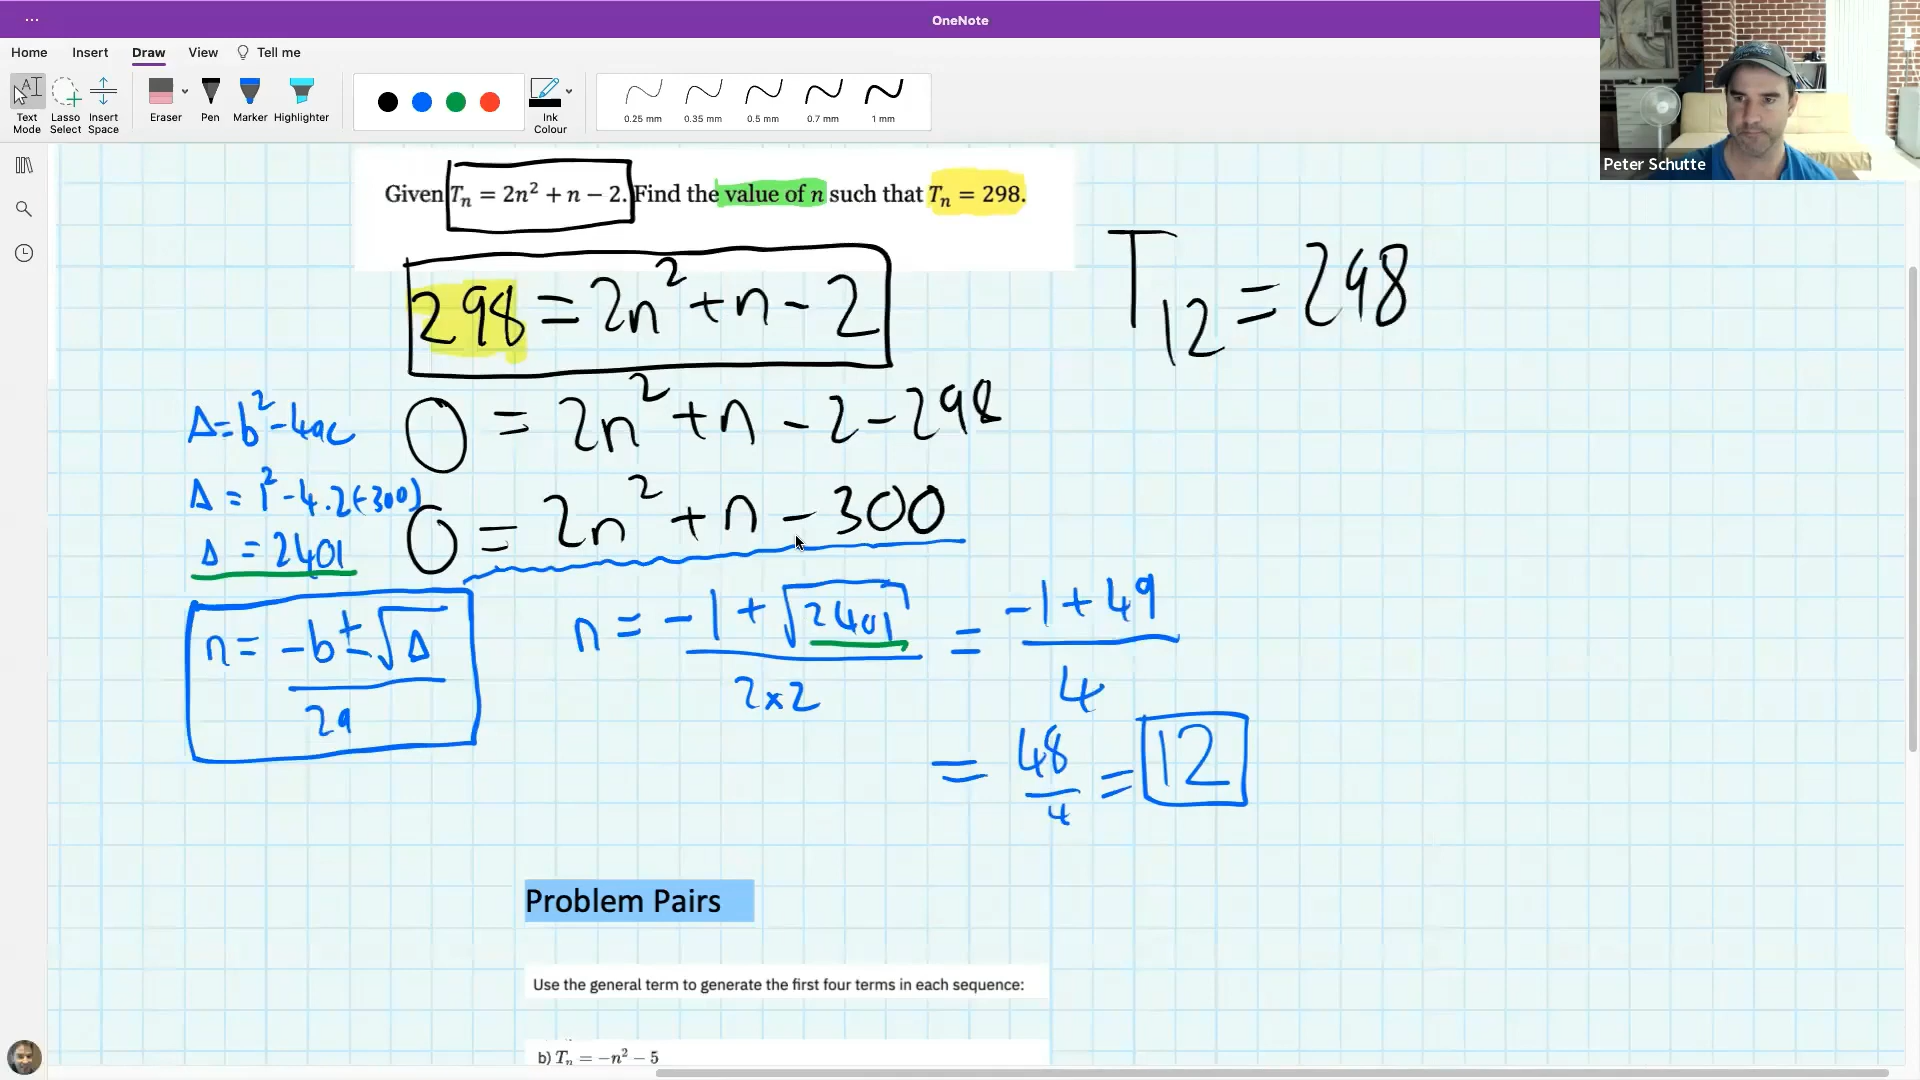 OneNote
Home Insert Draw View Tell me
Text Mode
Lasso Select
Insert Space
Eraser
Pen
Marker
Highlighter
Ink Colour
0.25 mm
0.35 mm
0.5 mm
0.7 mm
1 mm
Peter Schutte
Given Tₙ = 2n² + n − 2. Find the value of n such that Tₙ = 298.
298 = 2n² + n - 2
T₁₂ = 298
0 = 2n² + n - 2 - 298
0 = 2n² + n - 300
Δ = b² - 4ac
Δ = 1² - 4.2(-300)
Δ = 2401
n = (-b ± √Δ) / 2a
n = (-1 + √2401) / 2×2 = (-1 + 49) / 4
= 48/4 = 12
Problem Pairs
Use the general term to generate the first four terms in each sequence:
b) Tₙ = −n² − 5